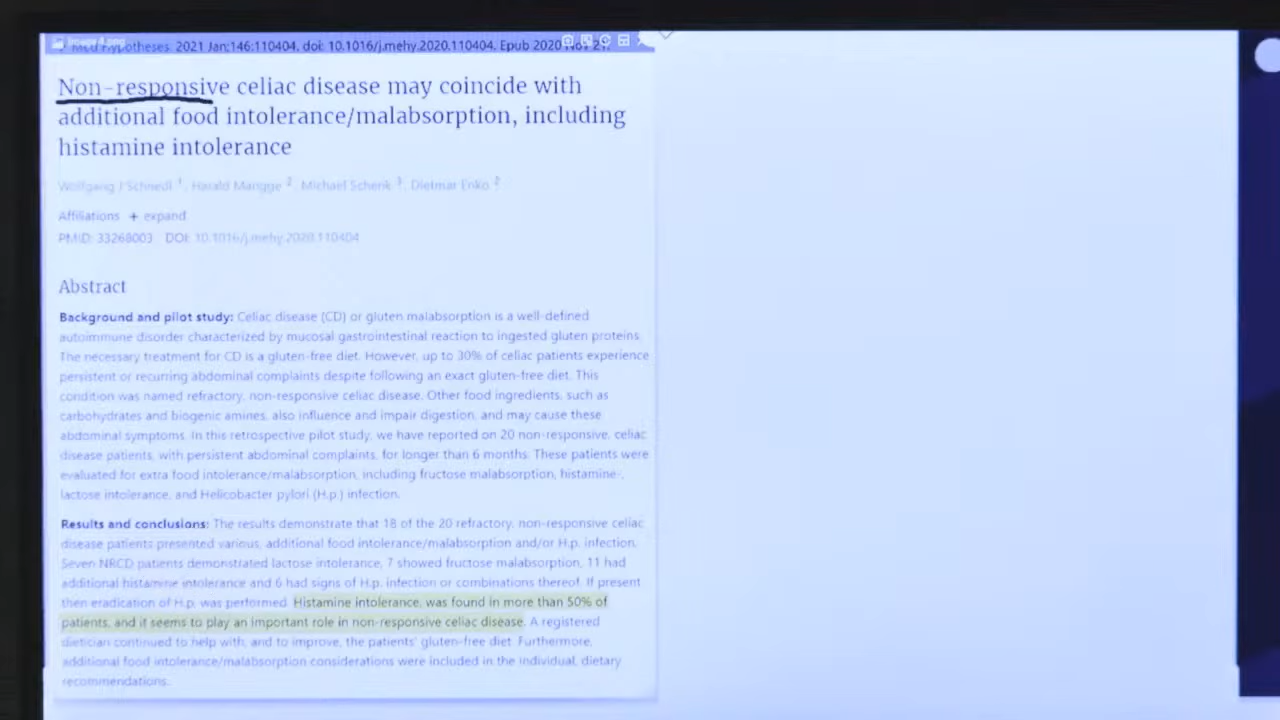 Med Hypotheses. 2021 Jan;146:110404. doi: 10.1016/j.mehy.2020.110404. Epub 2020 Nov 21.
Non-responsive celiac disease may coincide with
additional food intolerance/malabsorption, including
histamine intolerance
Wolfgang J Schnedl 1, Harald Mangge 2, Michael Schenk 3, Dietmar Enko 2
Affiliations + expand
PMID: 33268003 DOI: 10.1016/j.mehy.2020.110404
Abstract
Background and pilot study: Celiac disease (CD) or gluten malabsorption is a well-defined
autoimmune disorder characterized by mucosal gastrointestinal reaction to ingested gluten proteins.
The necessary treatment for CD is a gluten-free diet. However, up to 30% of celiac patients experience
persistent or recurring abdominal complaints despite following an exact gluten-free diet. This
condition was named refractory, non-responsive celiac disease. Other food ingredients, such as
carbohydrates and biogenic amines, also influence and impair digestion, and may cause these
abdominal symptoms. In this retrospective pilot study, we have reported on 20 non-responsive, celiac
disease patients, with persistent abdominal complaints, for longer than 6 months. These patients were
evaluated for extra food intolerance/malabsorption, including fructose malabsorption, histamine-,
lactose intolerance, and Helicobacter pylori (H.p.) infection.
Results and conclusions: The results demonstrate that 18 of the 20 refractory, non-responsive celiac
disease patients presented various, additional food intolerance/malabsorption and/or H.p. infection.
Seven NRCD patients demonstrated lactose intolerance, 7 showed fructose malabsorption, 11 had
additional histamine intolerance and 6 had signs of H.p. infection or combinations thereof. If present
then eradication of H.p. was performed. Histamine intolerance, was found in more than 50% of
patients, and it seems to play an important role in non-responsive celiac disease. A registered
dietician continued to help with, and to improve, the patients' gluten-free diet. Furthermore,
additional food intolerance/malabsorption considerations were included in the individual, dietary
recommendations.